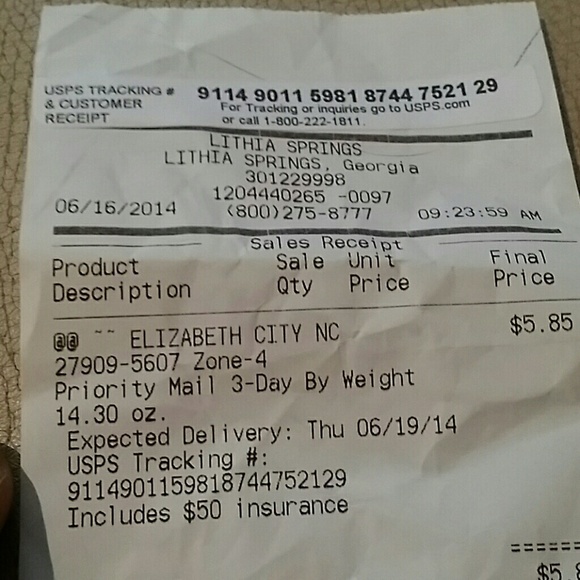 USPS TRACKING # 9114 9011 5981 8744 7521 29
& CUSTOMER For Tracking or inquiries go to USPS.com
RECEIPT or call 1-800-222-1811.
LITHIA SPRINGS
LITHIA SPRINGS, Georgia
301229998
1204440265 -0097
06/16/2014 (800)275-8777 09:23:59 AM
Sales Receipt
Product Sale Unit Final
Description Qty Price Price
@@ ~~ ELIZABETH CITY NC $5.85
27909-5607 Zone-4
Priority Mail 3-Day By Weight
14.30 oz.
Expected Delivery: Thu 06/19/14
USPS Tracking #:
9114901159818744752129
Includes $50 insurance
======